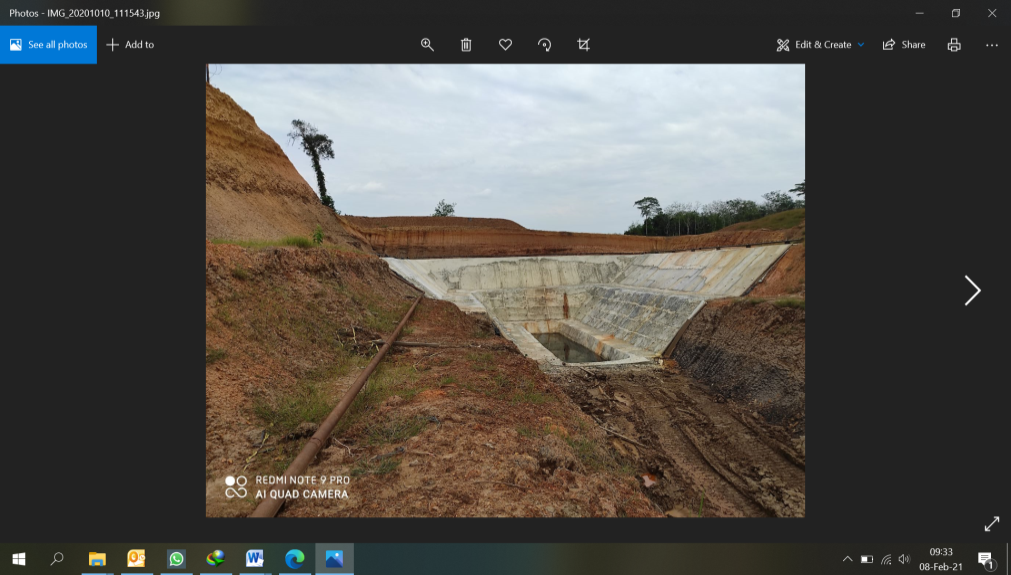 Photos - IMG_20201010_111543.jpg
See all photos
Add to
Edit & Create
Share
REDMI NOTE 9 PRO
AI QUAD CAMERA
09:33
08-Feb-21
1